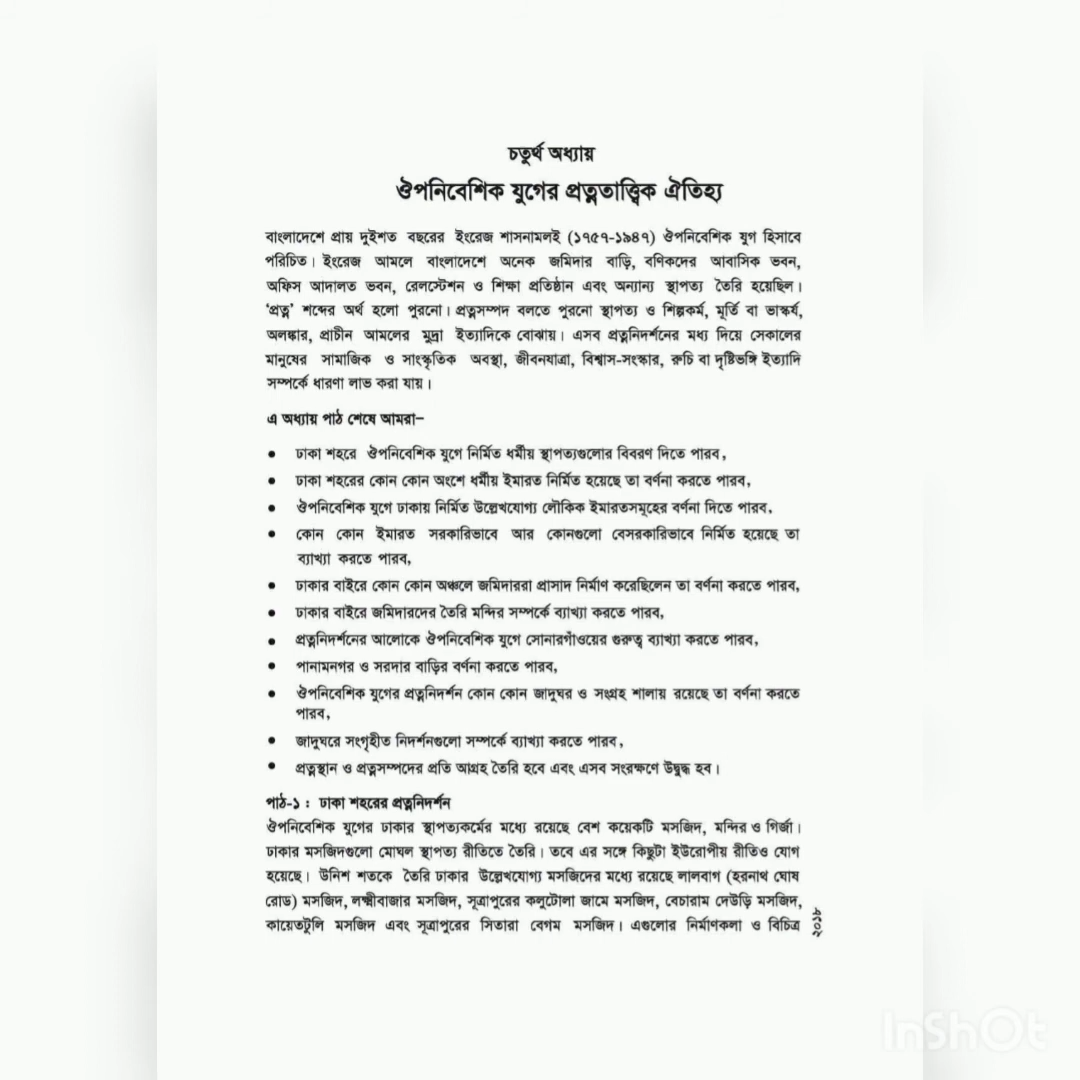 চতুর্থ অধ্যায়
ঔপনিবেশিক যুগের প্রত্নতাত্ত্বিক ঐতিহ্য
বাংলাদেশে প্রায় দুইশত বছরের ইংরেজ শাসনামলই (১৭৫৭-১৯৪৭) ঔপনিবেশিক যুগ হিসাবে
পরিচিত। ইংরেজ আমলে বাংলাদেশে অনেক জমিদার বাড়ি, বণিকদের আবাসিক ভবন,
অফিস আদালত ভবন, রেলস্টেশন ও শিক্ষা প্রতিষ্ঠান এবং অন্যান্য স্থাপত্য তৈরি হয়েছিল।
'প্রত্ন' শব্দের অর্থ হলো পুরনো। প্রত্নসম্পদ বলতে পুরনো স্থাপত্য ও শিল্পকর্ম, মূর্তি বা ভাস্কর্য,
অলঙ্কার, প্রাচীন আমলের মুদ্রা ইত্যাদিকে বোঝায়। এসব প্রত্ননিদর্শনের মধ্য দিয়ে সেকালের
মানুষের সামাজিক ও সাংস্কৃতিক অবস্থা, জীবনযাত্রা, বিশ্বাস-সংস্কার, রুচি বা দৃষ্টিভঙ্গি ইত্যাদি
সম্পর্কে ধারণা লাভ করা যায়।
এ অধ্যায় পাঠ শেষে আমরা–
• ঢাকা শহরে ঔপনিবেশিক যুগে নির্মিত ধর্মীয় স্থাপত্যগুলোর বিবরণ দিতে পারব,
• ঢাকা শহরের কোন কোন অংশে ধর্মীয় ইমারত নির্মিত হয়েছে তা বর্ণনা করতে পারব,
• ঔপনিবেশিক যুগে ঢাকায় নির্মিত উল্লেখযোগ্য লৌকিক ইমারতসমূহের বর্ণনা দিতে পারব,
• কোন কোন ইমারত সরকারিভাবে আর কোনগুলো বেসরকারিভাবে নির্মিত হয়েছে তা
ব্যাখ্যা করতে পারব,
• ঢাকার বাইরে কোন কোন অঞ্চলে জমিদাররা প্রাসাদ নির্মাণ করেছিলেন তা বর্ণনা করতে পারব,
• ঢাকার বাইরে জমিদারদের তৈরি মন্দির সম্পর্কে ব্যাখ্যা করতে পারব,
• প্রত্ননিদর্শনের আলোকে ঔপনিবেশিক যুগে সোনারগাঁওয়ের গুরুত্ব ব্যাখ্যা করতে পারব,
• পানামনগর ও সরদার বাড়ির বর্ণনা করতে পারব,
• ঔপনিবেশিক যুগের প্রত্ননিদর্শন কোন কোন জাদুঘর ও সংগ্রহ শালায় রয়েছে তা বর্ণনা করতে
পারব,
• জাদুঘরে সংগৃহীত নিদর্শনগুলো সম্পর্কে ব্যাখ্যা করতে পারব,
• প্রত্নস্থান ও প্রত্নসম্পদের প্রতি আগ্রহ তৈরি হবে এবং এসব সংরক্ষণে উদ্বুদ্ধ হব।
পাঠ-১ : ঢাকা শহরের প্রত্ননিদর্শন
ঔপনিবেশিক যুগের ঢাকার স্থাপত্যকর্মের মধ্যে রয়েছে বেশ কয়েকটি মসজিদ, মন্দির ও গির্জা।
ঢাকার মসজিদগুলো মোঘল স্থাপত্য রীতিতে তৈরি। তবে এর সঙ্গে কিছুটা ইউরোপীয় রীতিও যোগ
হয়েছে। উনিশ শতকে তৈরি ঢাকার উল্লেখযোগ্য মসজিদের মধ্যে রয়েছে লালবাগ (হরনাথ ঘোষ
রোড) মসজিদ, লক্ষ্মীবাজার মসজিদ, সূত্রাপুরের কলুটোলা জামে মসজিদ, বেচারাম দেউড়ি মসজিদ,
কায়েতটুলি মসজিদ এবং সূত্রাপুরের সিতারা বেগম মসজিদ। এগুলোর নির্মাণকলা ও বিচিত্র
২০১৮
InShOt